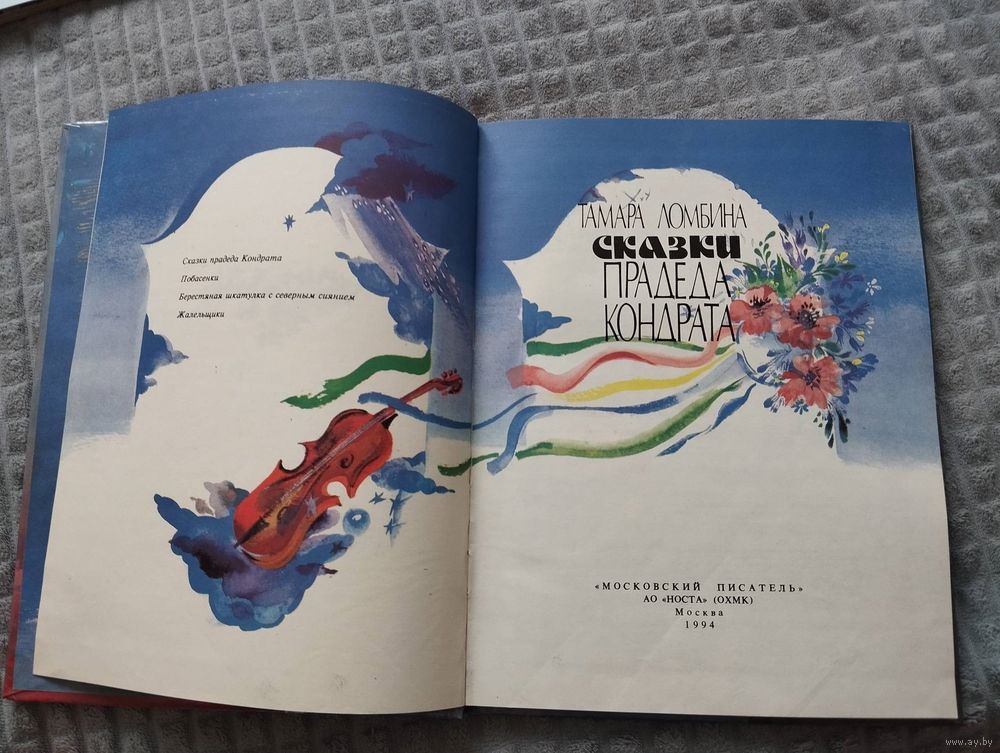 Сказки прадеда Кондрата
Побасенки
Берестяная шкатулка с северным сиянием
Жалельщики
ТАМАРА ЛОМБИНА
СКАЗКИ
ПРАДЕДА
КОНДРАТА
«МОСКОВСКИЙ ПИСАТЕЛЬ»
АО «НОСТА» (ОХМК)
Москва
1994
www.ay.by